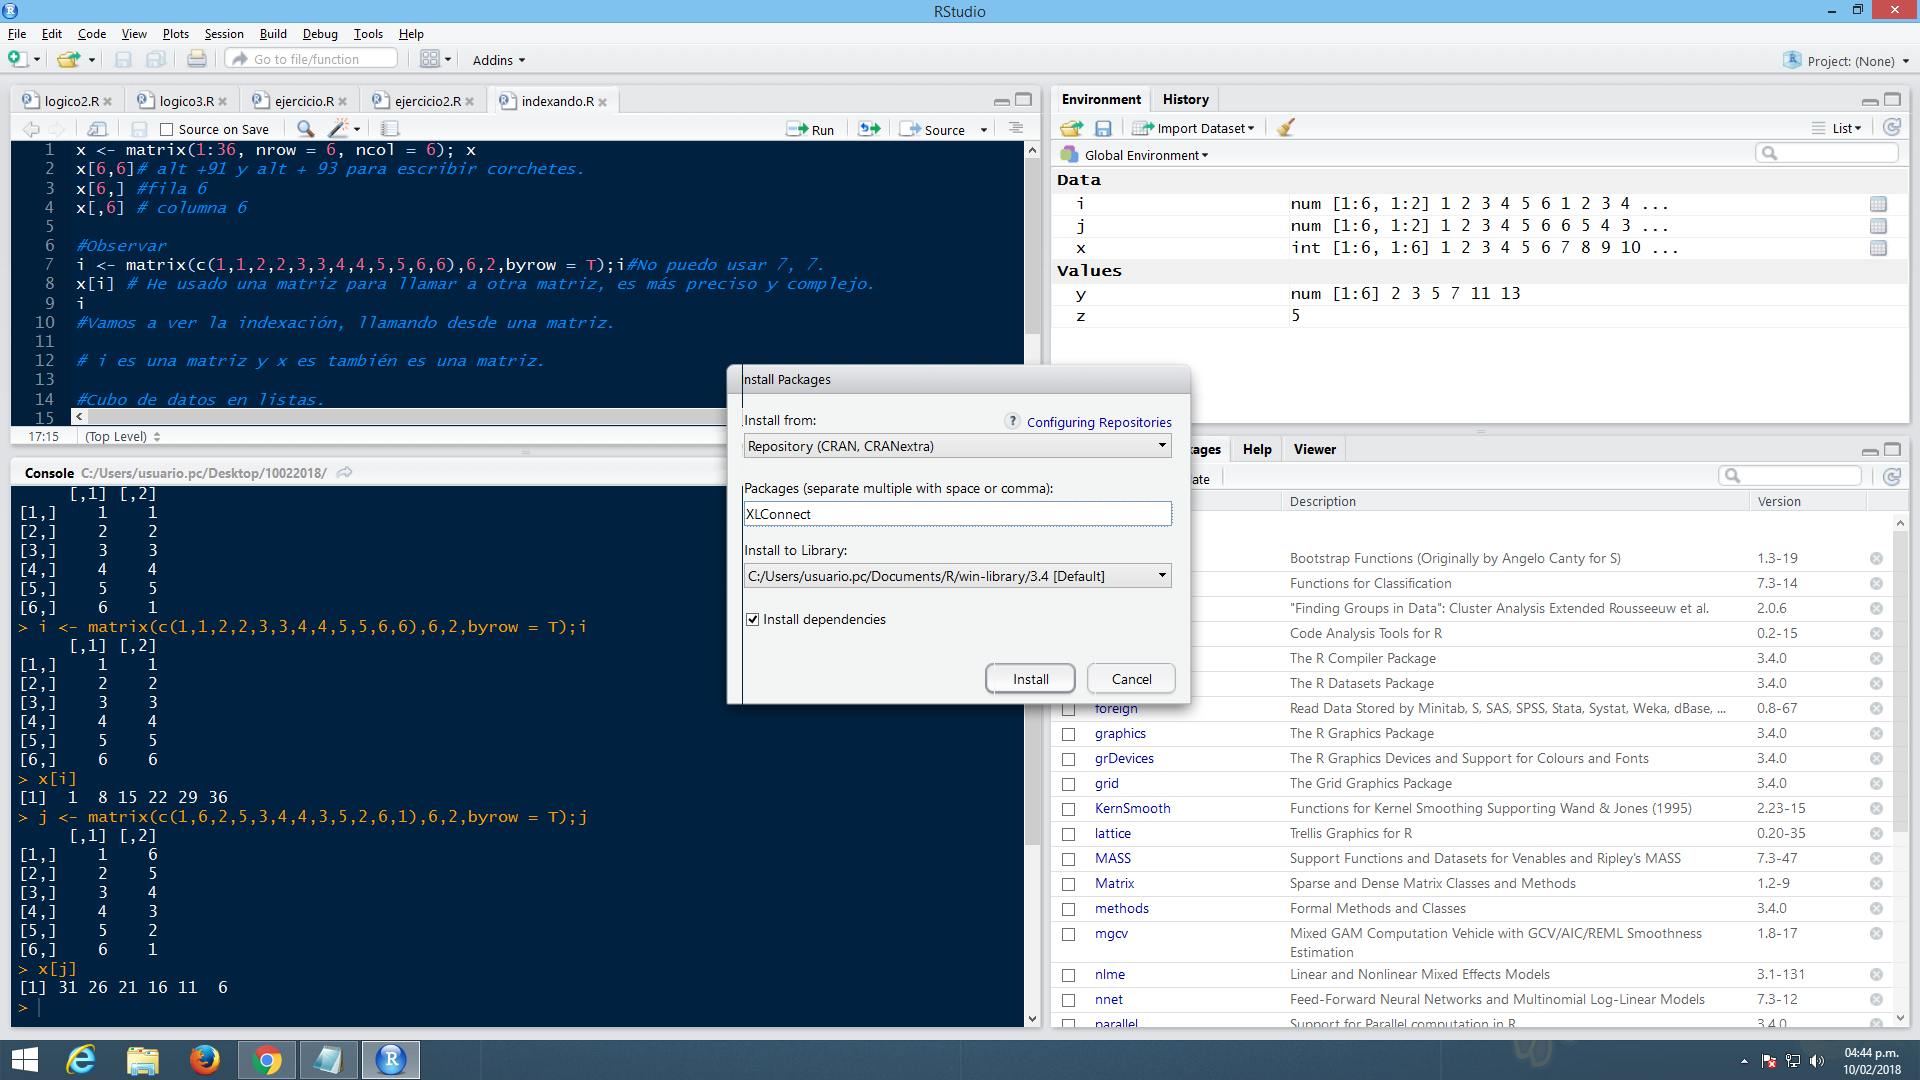 RStudio
File Edit Code View Plots Session Build Debug Tools Help
Go to file/function Addins Project: (None)
logico2.R logico3.R ejercicio.R ejercicio2.R indexando.R
Source on Save Run Source
1 x <- matrix(1:36, nrow = 6, ncol = 6); x
2 x[6,6]# alt +91 y alt + 93 para escribir corchetes.
3 x[6,] #fila 6
4 x[,6] # columna 6
5
6 #Observar
7 i <- matrix(c(1,1,2,2,3,3,4,4,5,5,6,6),6,2,byrow = T);i#No puedo usar 7, 7.
8 x[i] # He usado una matriz para llamar a otra matriz, es más preciso y complejo.
9 i
10 #Vamos a ver la indexación, llamando desde una matriz.
11
12 # i es una matriz y x es también es una matriz.
13
14 #Cubo de datos en listas.
15
17:15 (Top Level)
Console C:/Users/usuario.pc/Desktop/10022018/
[,1] [,2]
[1,] 1 1
[2,] 2 2
[3,] 3 3
[4,] 4 4
[5,] 5 5
[6,] 6 1
> i <- matrix(c(1,1,2,2,3,3,4,4,5,5,6,6),6,2,byrow = T);i
[,1] [,2]
[1,] 1 1
[2,] 2 2
[3,] 3 3
[4,] 4 4
[5,] 5 5
[6,] 6 6
> x[i]
[1] 1 8 15 22 29 36
> j <- matrix(c(1,6,2,5,3,4,4,3,5,2,6,1),6,2,byrow = T);j
[,1] [,2]
[1,] 1 6
[2,] 2 5
[3,] 3 4
[4,] 4 3
[5,] 5 2
[6,] 6 1
> x[j]
[1] 31 26 21 16 11 6
>
Environment History
Import Dataset List
Global Environment
Data
i num [1:6, 1:2] 1 2 3 4 5 6 1 2 3 4 ...
j num [1:6, 1:2] 1 2 3 4 5 6 6 5 4 3 ...
x int [1:6, 1:6] 1 2 3 4 5 6 7 8 9 10 ...
Values
y num [1:6] 2 3 5 7 11 13
z 5
Install Packages
Install from: ? Configuring Repositories
Repository (CRAN, CRANextra)
Packages (separate multiple with space or comma):
XLConnect
Install to Library:
C:/Users/usuario.pc/Documents/R/win-library/3.4 [Default]
Install dependencies
Install Cancel
ages Help Viewer
ate
Description Version
Bootstrap Functions (Originally by Angelo Canty for S) 1.3-19
Functions for Classification 7.3-14
"Finding Groups in Data": Cluster Analysis Extended Rousseeuw et al. 2.0.6
Code Analysis Tools for R 0.2-15
The R Compiler Package 3.4.0
The R Datasets Package 3.4.0
foreign Read Data Stored by Minitab, S, SAS, SPSS, Stata, Systat, Weka, dBase, ... 0.8-67
graphics The R Graphics Package 3.4.0
grDevices The R Graphics Devices and Support for Colours and Fonts 3.4.0
grid The Grid Graphics Package 3.4.0
KernSmooth Functions for Kernel Smoothing Supporting Wand & Jones (1995) 2.23-15
lattice Trellis Graphics for R 0.20-35
MASS Support Functions and Datasets for Venables and Ripley's MASS 7.3-47
Matrix Sparse and Dense Matrix Classes and Methods 1.2-9
methods Formal Methods and Classes 3.4.0
mgcv Mixed GAM Computation Vehicle with GCV/AIC/REML Smoothness 1.8-17
Estimation
nlme Linear and Nonlinear Mixed Effects Models 3.1-131
nnet Feed-Forward Neural Networks and Multinomial Log-Linear Models 7.3-12
parallel Support for Parallel computation in R 3.4.0
04:44 p.m.
10/02/2018